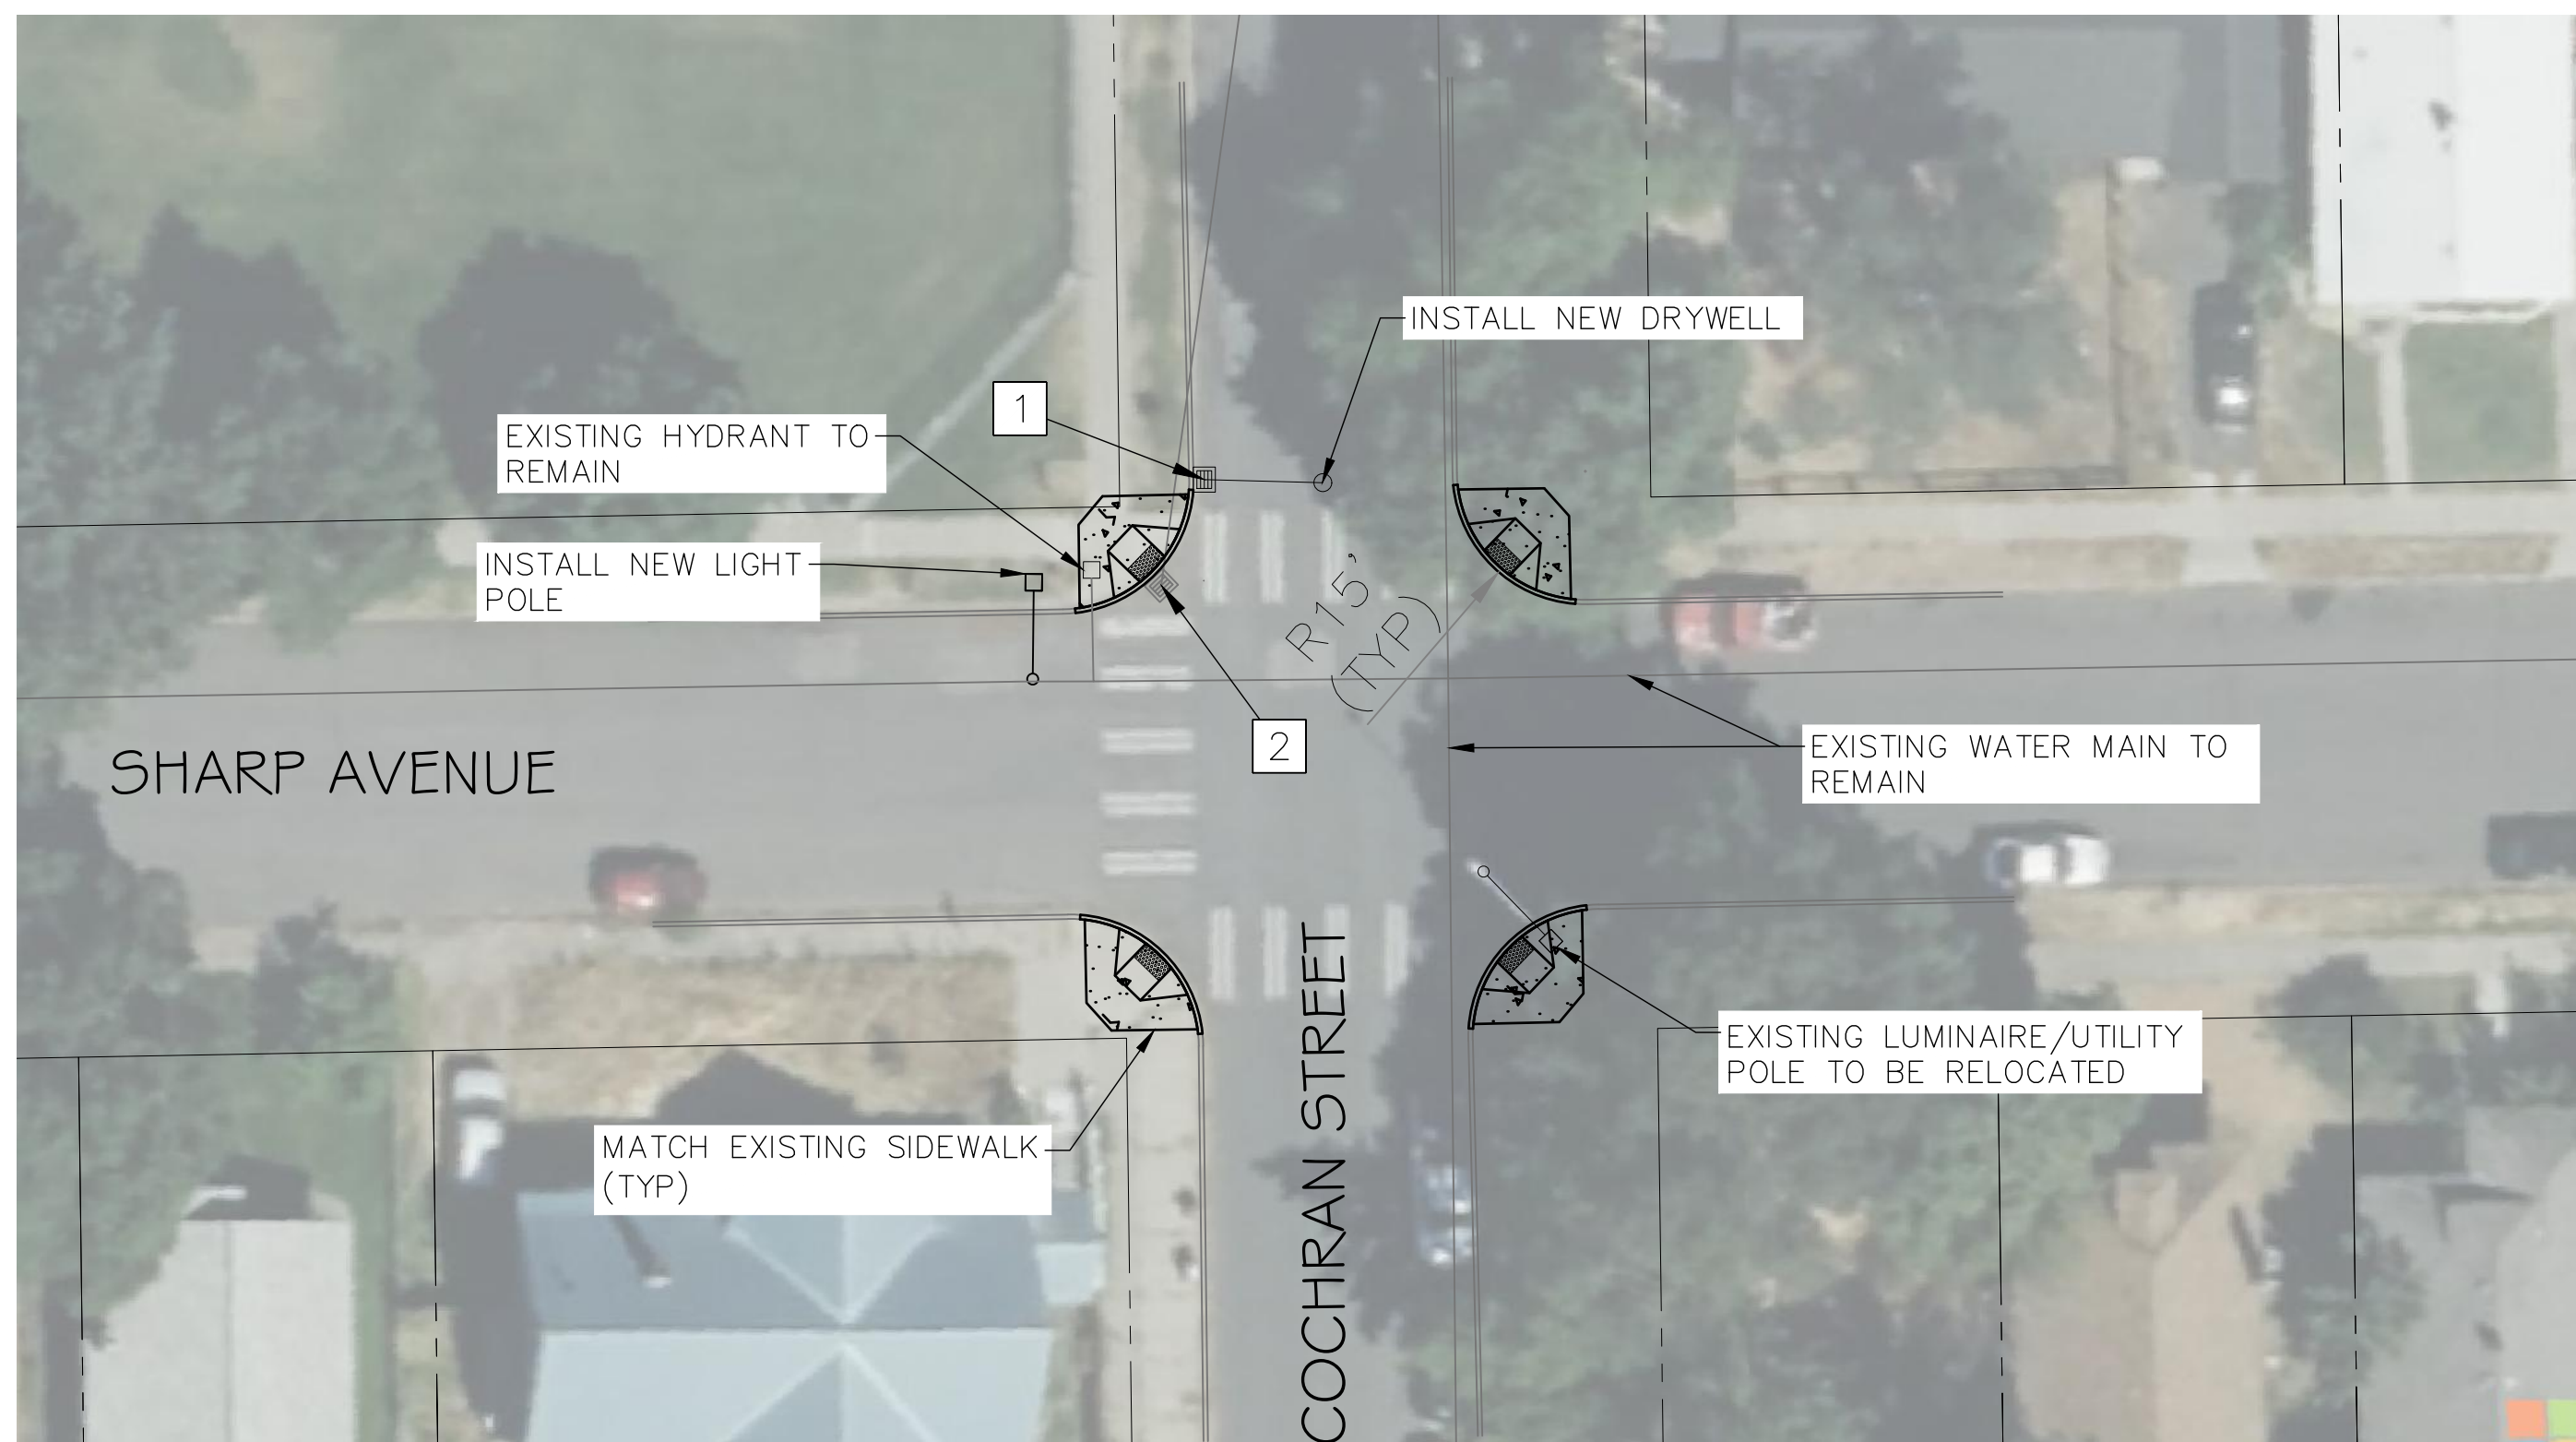 INSTALL NEW DRYWELL
1
EXISTING HYDRANT TO
REMAIN
INSTALL NEW LIGHT
POLE
R15'
(TYP)
2
EXISTING WATER MAIN TO
REMAIN
SHARP AVENUE
COCHRAN STREET
EXISTING LUMINAIRE/UTILITY
POLE TO BE RELOCATED
MATCH EXISTING SIDEWALK
(TYP)